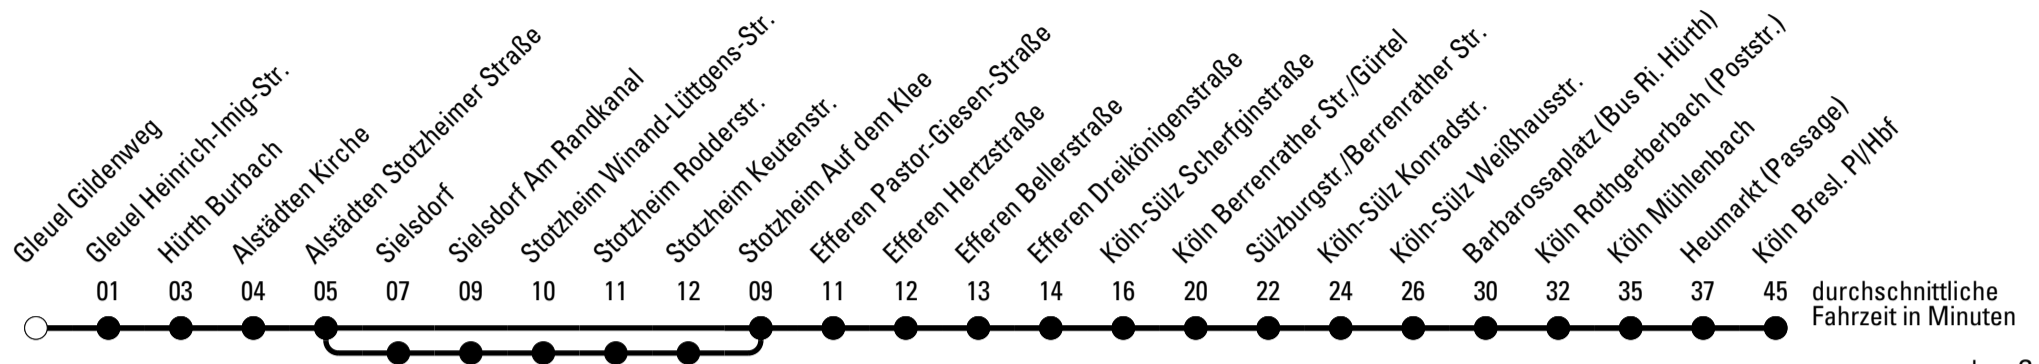 Gleuel Gildenweg
Gleuel Heinrich-Imig-Str.
Hürth Burbach
Alstädten Kirche
Alstädten Stotzheimer Straße
Sielsdorf
Sielsdorf Am Randkanal
Stotzheim Winand-Lüttgens-Str.
Stotzheim Rodderstr.
Stotzheim Keutenstr.
Stotzheim Auf dem Klee
Efferen Pastor-Giesen-Straße
Efferen Hertzstraße
Efferen Bellerstraße
Efferen Dreikönigenstraße
Köln-Sülz Scherfginstraße
Köln Berrenrather Str./Gürtel
Sülzburgstr./Berrenrather Str.
Köln-Sülz Konradstr.
Köln-Sülz Weißhausstr.
Barbarossaplatz (Bus Ri. Hürth)
Köln Rothgerberbach (Poststr.)
Köln Mühlenbach
Heumarkt (Passage)
Köln Bresl. Pl/Hbf
01 03 04 05 07 09 10 11 12 09 11 12 13 14 16 20 22 24 26 30 32 35 37 45
durchschnittliche
Fahrzeit in Minuten